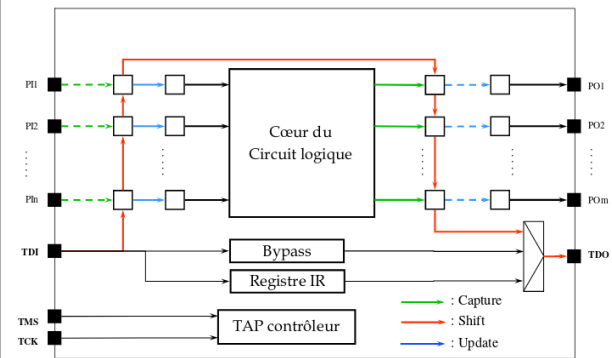 PI1
PO1
PI2
Cœur du
PO2
Circuit logique
PIn
POm
TDI
Bypass
TDO
Registre IR
: Capture
TMS
TAP contrôleur
: Shift
TCK
: Update